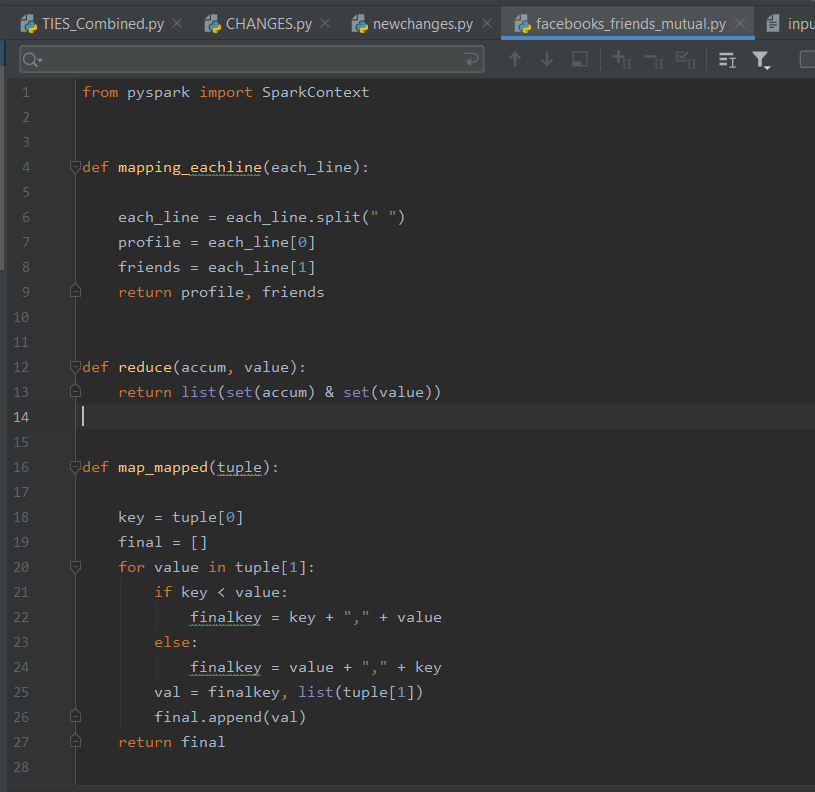 TIES_Combined.py × CHANGES.py × newchanges.py × facebooks_friends_mutual.py × inpu
1 from pyspark import SparkContext
2
3
4 def mapping_eachline(each_line):
5
6 each_line = each_line.split(" ")
7 profile = each_line[0]
8 friends = each_line[1]
9 return profile, friends
10
11
12 def reduce(accum, value):
13 return list(set(accum) & set(value))
14
15
16 def map_mapped(tuple):
17
18 key = tuple[0]
19 final = []
20 for value in tuple[1]:
21 if key < value:
22 finalkey = key + "," + value
23 else:
24 finalkey = value + "," + key
25 val = finalkey, list(tuple[1])
26 final.append(val)
27 return final
28